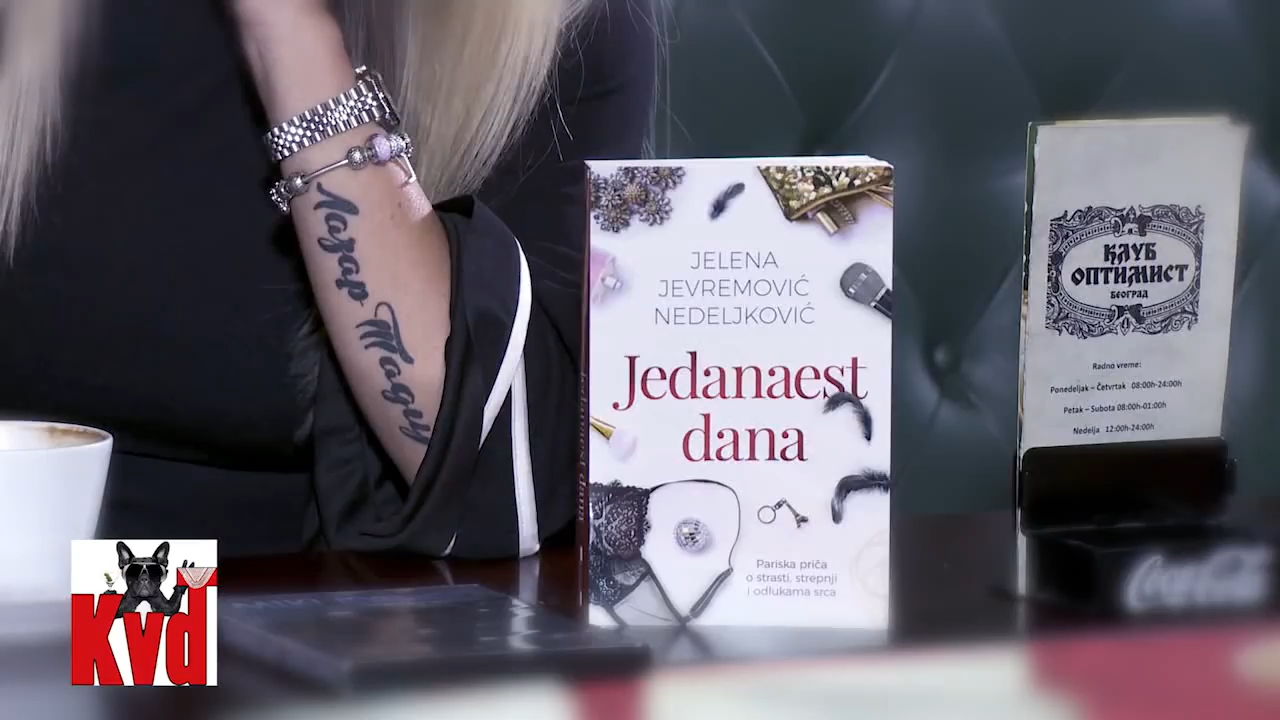 Лазар
Тоду
JELENA
JEVREMOVIĆ
NEDELJKOVIĆ
Jedanaest
dana
Pariska priča
o strasti, strepnji
i odlukama srca
Jedanaest dana
КЛУБ
ОПТИМИСТ
БЕОГРАД
Radno vreme:
Ponedeljak – Četvrtak 08:00h-24:00h
Petak – Subota 08:00h-01:00h
Nedelja 12:00h-24:00h
Coca-Cola
Kvd